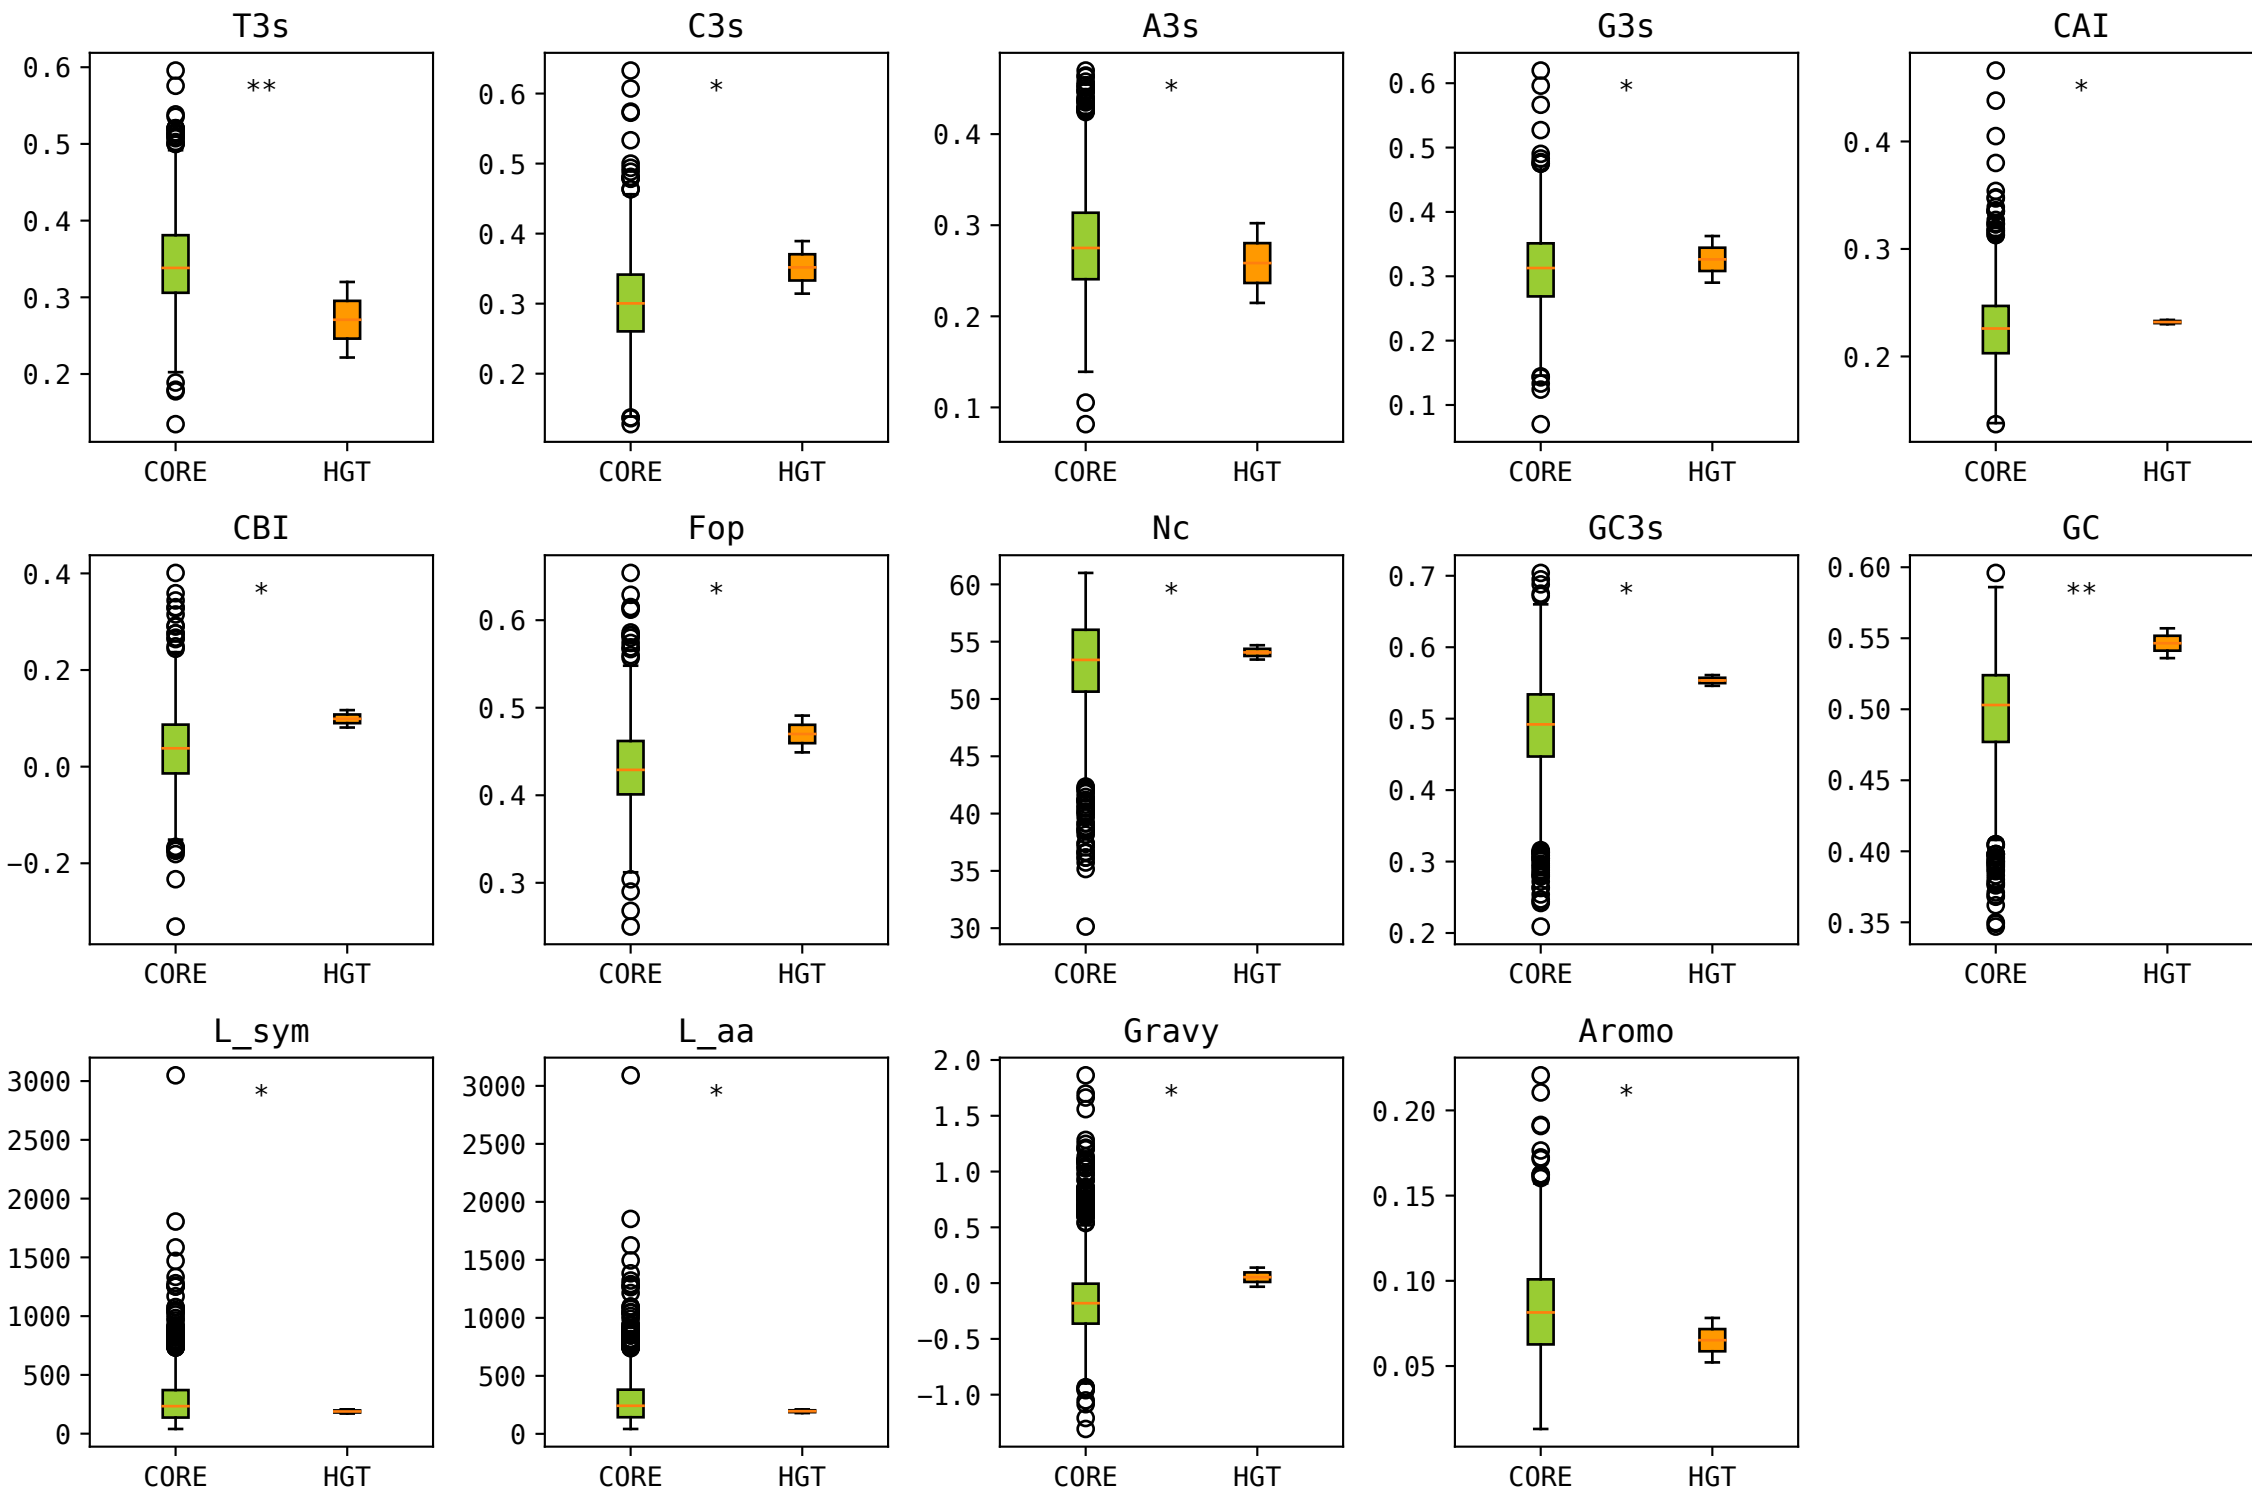 T3s C3s A3s G3s CAI
0.6 0.5 0.4 0.3 0.2
**
CORE HGT
0.6 0.5 0.4 0.3 0.2
*
CORE HGT
0.4 0.3 0.2 0.1
*
CORE HGT
0.6 0.5 0.4 0.3 0.2 0.1
*
CORE HGT
0.4 0.3 0.2
*
CORE HGT
CBI Fop Nc GC3s GC
0.4 0.2 0.0 −0.2
*
CORE HGT
0.6 0.5 0.4 0.3
*
CORE HGT
60 55 50 45 40 35 30
*
CORE HGT
0.7 0.6 0.5 0.4 0.3 0.2
*
CORE HGT
0.60 0.55 0.50 0.45 0.40 0.35
**
CORE HGT
L_sym L_aa Gravy Aromo
3000 2500 2000 1500 1000 500 0
*
CORE HGT
3000 2500 2000 1500 1000 500 0
*
CORE HGT
2.0 1.5 1.0 0.5 0.0 −0.5 −1.0
*
CORE HGT
0.20 0.15 0.10 0.05
*
CORE HGT